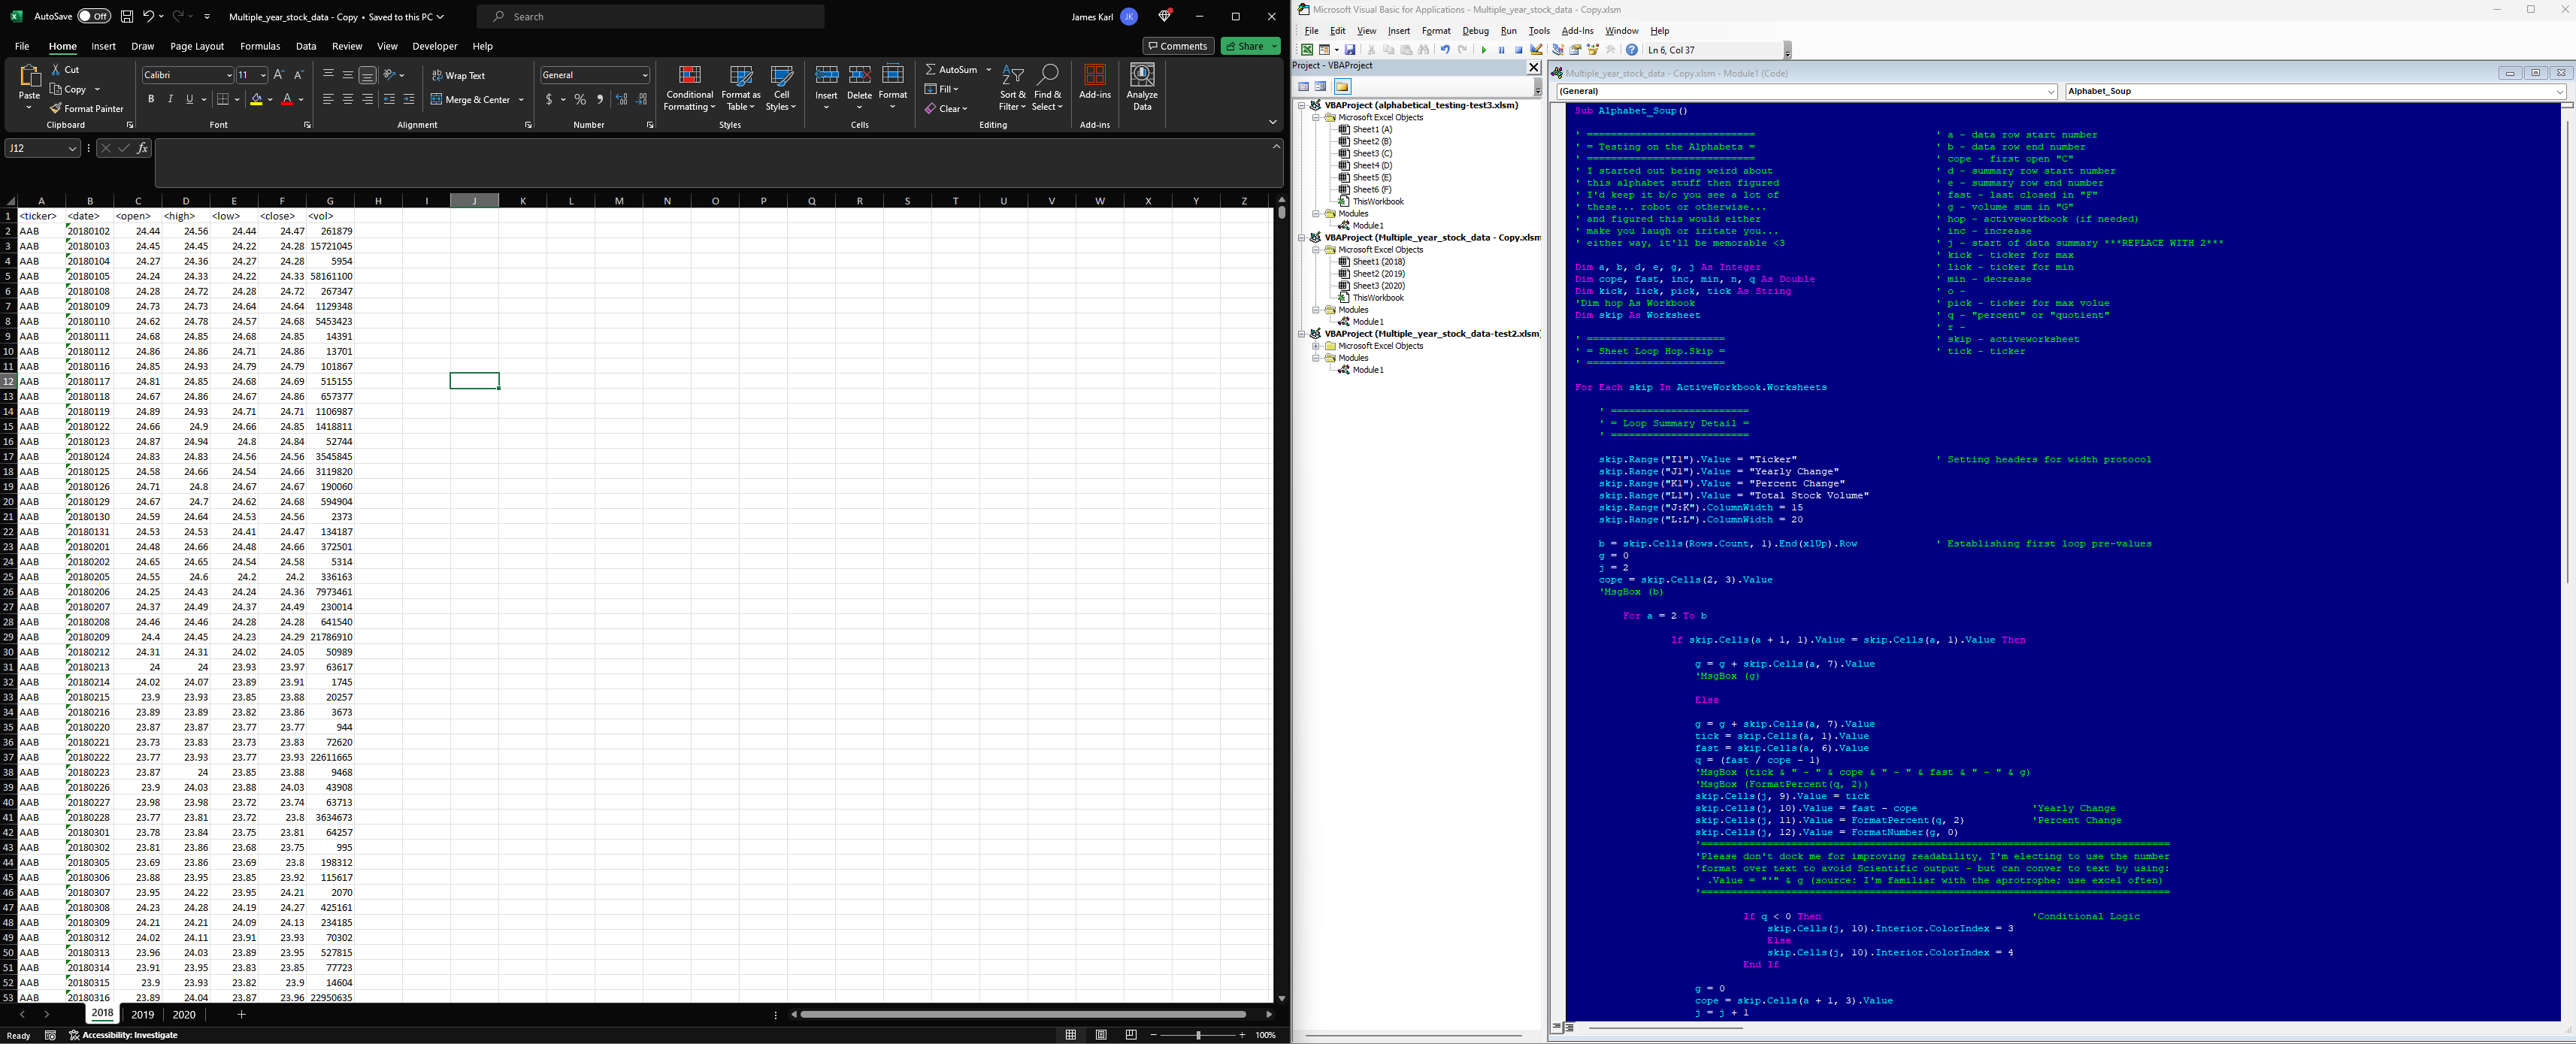 AutoSave Off Multiple_year_stock_data - Copy • Saved to this PC Search James Karl JK
File Home Insert Draw Page Layout Formulas Data Review View Developer Help Comments Share
Paste Cut Copy Format Painter Clipboard
Calibri 11 B I U Font
Wrap Text Merge & Center Alignment
General $ % Number
Conditional Formatting Format as Table Cell Styles Styles
Insert Delete Format Cells
AutoSum Fill Clear Sort & Filter Find & Select Editing
Add-ins Add-ins
Analyze Data
J12 fx
A B C D E F G H I J K L M N O P Q R S T U V W X Y Z
1 <ticker> <date> <open> <high> <low> <close> <vol>
2 AAB 20180102 24.44 24.56 24.44 24.47 261879
3 AAB 20180103 24.45 24.45 24.22 24.28 15721045
4 AAB 20180104 24.27 24.36 24.27 24.28 5954
5 AAB 20180105 24.24 24.33 24.22 24.33 58161100
6 AAB 20180108 24.28 24.72 24.28 24.72 267347
7 AAB 20180109 24.73 24.73 24.64 24.64 1129348
8 AAB 20180110 24.62 24.78 24.57 24.68 5453423
9 AAB 20180111 24.68 24.85 24.68 24.85 14391
10 AAB 20180112 24.86 24.86 24.71 24.86 13701
11 AAB 20180116 24.85 24.93 24.79 24.79 101867
12 AAB 20180117 24.81 24.85 24.68 24.69 515155
13 AAB 20180118 24.67 24.86 24.67 24.86 657377
14 AAB 20180119 24.89 24.93 24.71 24.71 1106987
15 AAB 20180122 24.66 24.9 24.66 24.85 1418811
16 AAB 20180123 24.87 24.94 24.8 24.84 52744
17 AAB 20180124 24.83 24.83 24.56 24.56 3545845
18 AAB 20180125 24.58 24.66 24.54 24.66 3119820
19 AAB 20180126 24.71 24.8 24.67 24.67 190060
20 AAB 20180129 24.67 24.7 24.62 24.68 594904
21 AAB 20180130 24.59 24.64 24.53 24.56 2373
22 AAB 20180131 24.53 24.53 24.41 24.47 134187
23 AAB 20180201 24.48 24.66 24.48 24.66 372501
24 AAB 20180202 24.65 24.65 24.54 24.58 5314
25 AAB 20180205 24.55 24.6 24.2 24.2 336163
26 AAB 20180206 24.25 24.43 24.24 24.36 7973461
27 AAB 20180207 24.37 24.49 24.37 24.49 230014
28 AAB 20180208 24.46 24.46 24.28 24.28 641540
29 AAB 20180209 24.4 24.45 24.23 24.29 21786910
30 AAB 20180212 24.31 24.31 24.02 24.05 50989
31 AAB 20180213 24 24 23.93 23.97 63617
32 AAB 20180214 24.02 24.07 23.89 23.91 1745
33 AAB 20180215 23.9 23.93 23.85 23.88 20257
34 AAB 20180216 23.89 23.89 23.82 23.86 3673
35 AAB 20180220 23.87 23.87 23.77 23.77 944
36 AAB 20180221 23.73 23.83 23.73 23.83 72620
37 AAB 20180222 23.77 23.93 23.77 23.93 22611665
38 AAB 20180223 23.87 24 23.85 23.88 9468
39 AAB 20180226 23.9 24.03 23.88 24.03 43908
40 AAB 20180227 23.98 23.98 23.72 23.74 63713
41 AAB 20180228 23.77 23.81 23.72 23.8 3634673
42 AAB 20180301 23.78 23.84 23.75 23.81 64257
43 AAB 20180302 23.81 23.86 23.68 23.75 995
44 AAB 20180305 23.69 23.86 23.69 23.8 198312
45 AAB 20180306 23.88 23.95 23.85 23.92 115617
46 AAB 20180307 23.95 24.22 23.95 24.21 2070
47 AAB 20180308 24.23 24.28 24.19 24.27 425161
48 AAB 20180309 24.21 24.21 24.09 24.13 234185
49 AAB 20180312 24.02 24.11 23.91 23.93 70302
50 AAB 20180313 23.96 24.03 23.89 23.95 527815
51 AAB 20180314 23.91 23.95 23.83 23.85 77723
52 AAB 20180315 23.9 23.93 23.82 23.9 14604
53 AAB 20180316 23.89 24.04 23.87 23.96 22950635
2018 2019 2020 +
Ready Accessibility: Investigate 100%
Microsoft Visual Basic for Applications - Multiple_year_stock_data - Copy.xlsm
File Edit View Insert Format Debug Run Tools Add-Ins Window Help
Ln 6, Col 37
Project - VBAProject
VBAProject (alphabetical_testing-test3.xlsm)
Microsoft Excel Objects
Sheet1 (A)
Sheet2 (B)
Sheet3 (C)
Sheet4 (D)
Sheet5 (E)
Sheet6 (F)
ThisWorkbook
Modules
Module1
VBAProject (Multiple_year_stock_data - Copy.xlsm
Microsoft Excel Objects
Sheet1 (2018)
Sheet2 (2019)
Sheet3 (2020)
ThisWorkbook
Modules
Module1
VBAProject (Multiple_year_stock_data-test2.xlsm)
Microsoft Excel Objects
Modules
Module1
Multiple_year_stock_data - Copy.xlsm - Module1 (Code)
(General) Alphabet_Soup
Sub Alphabet_Soup()
' ============================ ' a - data row start number
' = Testing on the Alphabets = ' b - data row end number
' ============================ ' cope - first open "C"
' I started out being weird about ' d - summary row start number
' this alphabet stuff then figured ' e - summary row end number
' I'd keep it b/c you see a lot of ' fast - last closed in "F"
' these... robot or otherwise... ' g - volume sum in "G"
' and figured this would either ' hop - activeworkbook (if needed)
' make you laugh or iritate you... ' inc - increase
' either way, it'll be memorable <3 ' j - start of data summary ***REPLACE WITH 2***
' kick - ticker for max
Dim a, b, d, e, g, j As Integer ' lick - ticker for min
Dim cope, fast, inc, min, n, q As Double ' min - decrease
Dim kick, lick, pick, tick As String ' o -
'Dim hop As Workbook ' pick - ticker for max volue
Dim skip As Worksheet ' q - "percent" or "quotient"
' r -
' ======================= ' skip - activeworksheet
' = Sheet Loop Hop.Skip = ' tick - ticker
' =======================
For Each skip In ActiveWorkbook.Worksheets
' =======================
' = Loop Summary Detail =
' =======================
skip.Range("I1").Value = "Ticker" ' Setting headers for width protocol
skip.Range("J1").Value = "Yearly Change"
skip.Range("K1").Value = "Percent Change"
skip.Range("L1").Value = "Total Stock Volume"
skip.Range("J:K").ColumnWidth = 15
skip.Range("L:L").ColumnWidth = 20
b = skip.Cells(Rows.Count, 1).End(xlUp).Row ' Establishing first loop pre-values
g = 0
j = 2
cope = skip.Cells(2, 3).Value
'MsgBox (b)
For a = 2 To b
If skip.Cells(a + 1, 1).Value = skip.Cells(a, 1).Value Then
g = g + skip.Cells(a, 7).Value
'MsgBox (g)
Else
g = g + skip.Cells(a, 7).Value
tick = skip.Cells(a, 1).Value
fast = skip.Cells(a, 6).Value
q = (fast / cope - 1)
'MsgBox (tick & " - " & cope & " - " & fast & " - " & g)
'MsgBox (FormatPercent(q, 2))
skip.Cells(j, 9).Value = tick
skip.Cells(j, 10).Value = fast - cope 'Yearly Change
skip.Cells(j, 11).Value = FormatPercent(q, 2) 'Percent Change
skip.Cells(j, 12).Value = FormatNumber(g, 0)
'==============================================================================
'Please don't dock me for improving readability, I'm electing to use the number
'format over text to avoid Scientific output - but can conver to text by using:
' .Value = "'" & g (source: I'm familiar with the aprotrophe; use excel often)
'==============================================================================
If q < 0 Then 'Conditional Logic
skip.Cells(j, 10).Interior.ColorIndex = 3
Else
skip.Cells(j, 10).Interior.ColorIndex = 4
End If
g = 0
cope = skip.Cells(a + 1, 3).Value
j = j + 1